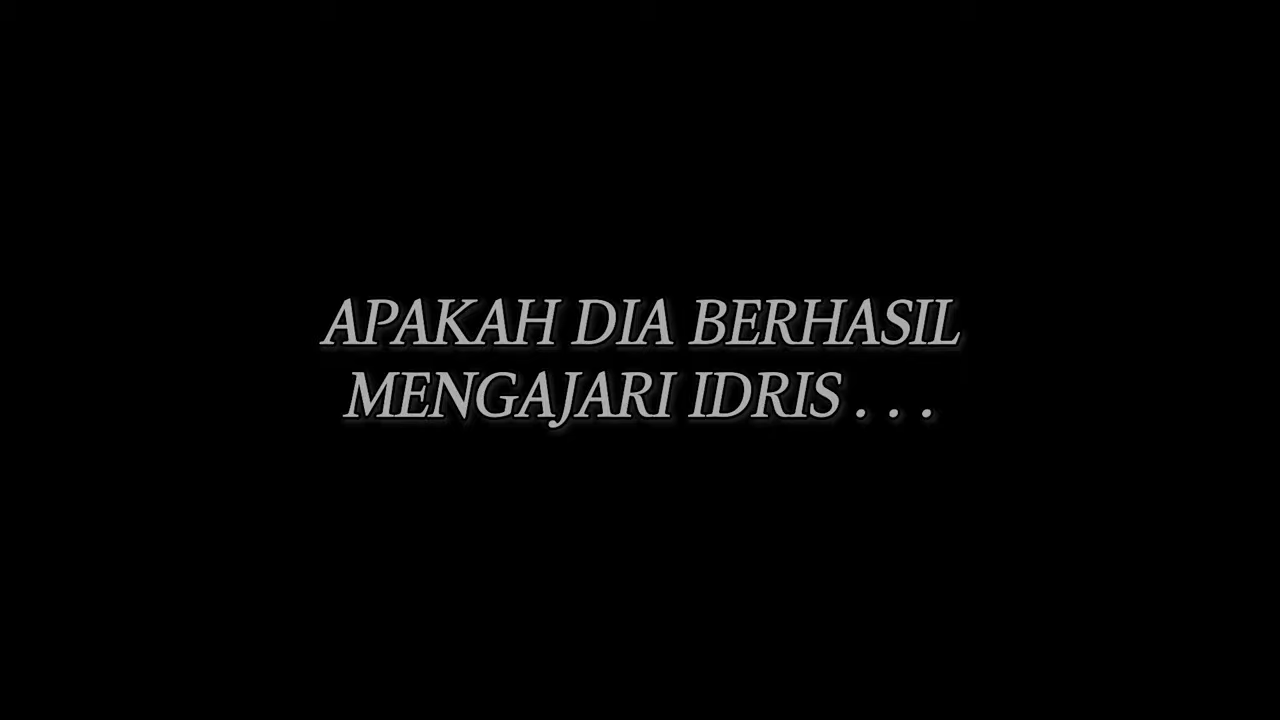 APAKAH DIA BERHASIL
MENGAJARI IDRIS . . .